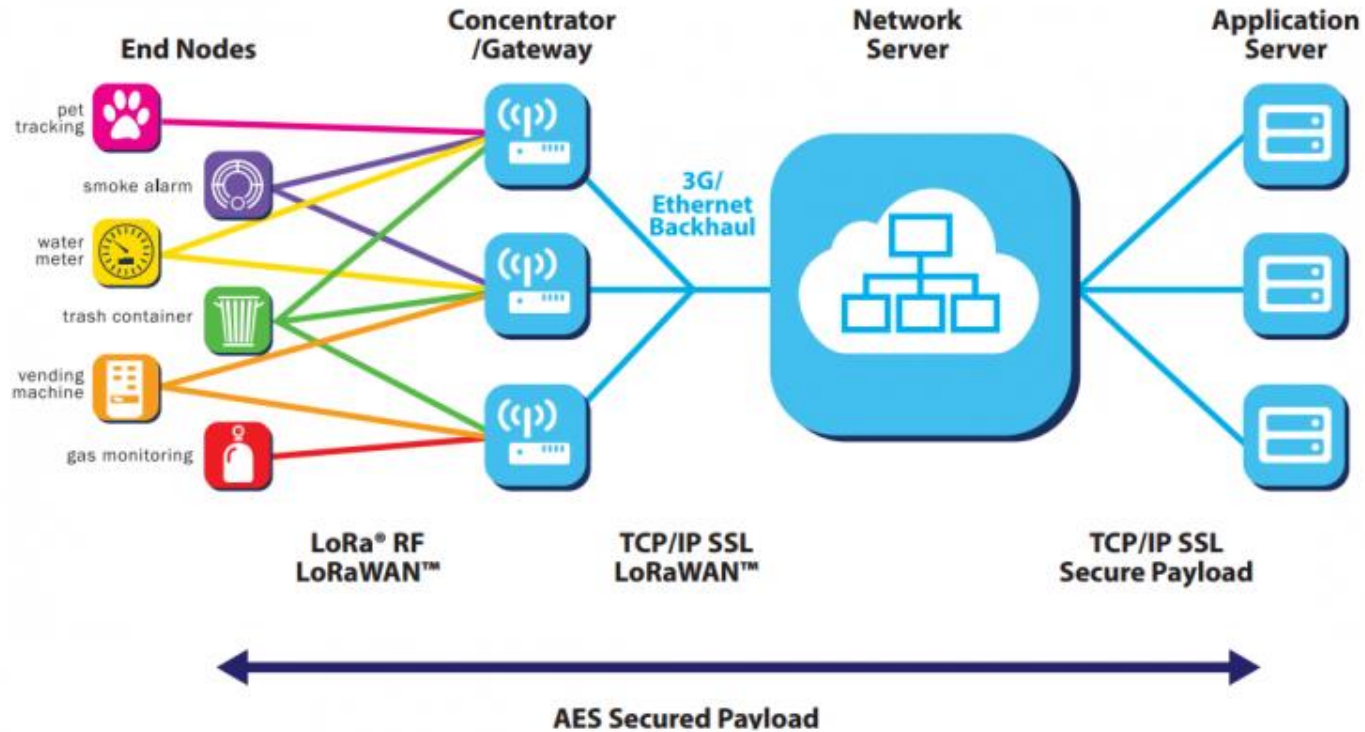 End Nodes
Concentrator
/Gateway
Network
Server
Application
Server
pet
tracking
smoke alarm
water
meter
trash container
vending
machine
gas monitoring
3G/
Ethernet
Backhaul
LoRa® RF
LoRaWAN™
TCP/IP SSL
LoRaWAN™
TCP/IP SSL
Secure Payload
AES Secured Payload